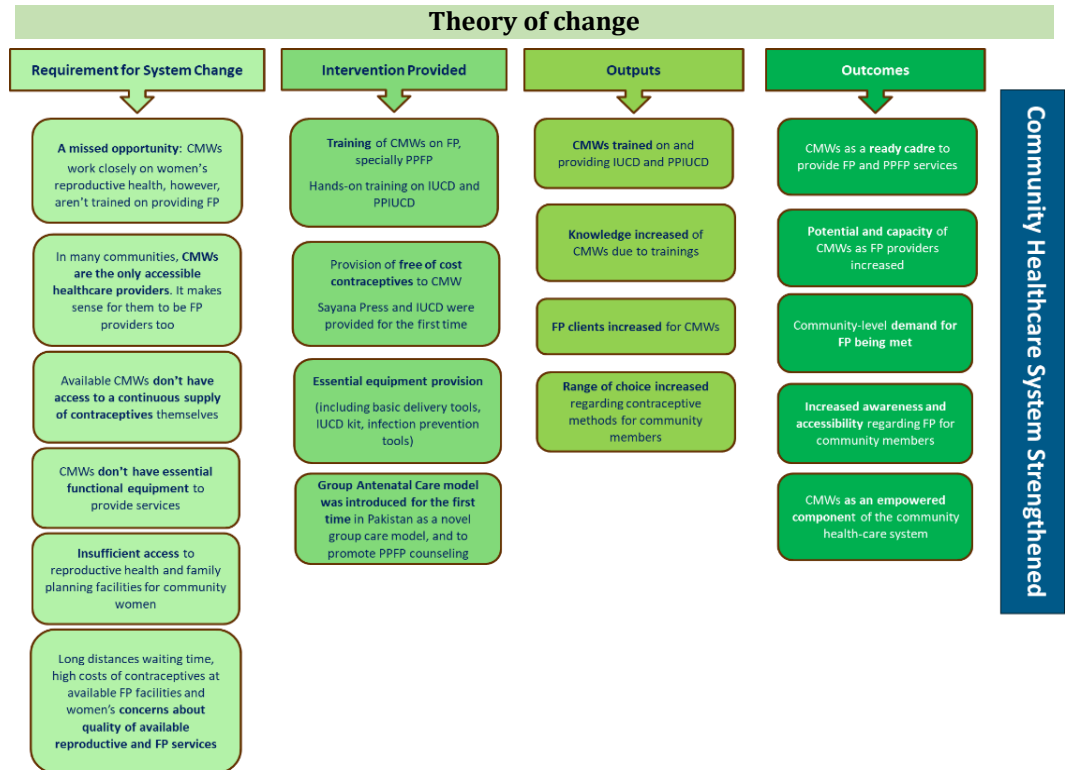 Theory of change
Requirement for System Change
A missed opportunity: CMWs
work closely on women's
reproductive health, however,
aren't trained on providing FP
In many communities, CMWs
are the only accessible
healthcare providers. It makes
sense for them to be FP
providers too
Available CMWs don't have
access to a continuous supply
of contraceptives themselves
CMWs don't have essential
functional equipment to
provide services
Insufficient access to
reproductive health and family
planning facilities for community
women
Long distances waiting time,
high costs of contraceptives at
available FP facilities and
women's concerns about
quality of available
reproductive and FP services
Intervention Provided
Training of CMWs on FP,
specially PPFP
Hands-on training on IUCD and
PPIUCD
Provision of free of cost
contraceptives to CMW
Sayana Press and IUCD were
provided for the first time
Essential equipment provision
(including basic delivery tools,
IUCD kit, infection prevention
tools)
Group Antenatal Care model
was introduced for the first
time in Pakistan as a novel
group care model, and to
promote PPFP counseling
Outputs
CMWs trained on and
providing IUCD and PPIUCD
Knowledge increased of
CMWs due to trainings
FP clients increased for CMWs
Range of choice increased
regarding contraceptive
methods for community
members
Outcomes
CMWs as a ready cadre to
provide FP and PPFP services
Potential and capacity of
CMWs as FP providers
increased
Community-level demand for
FP being met
Increased awareness and
accessibility regarding FP for
community members
CMWs as an empowered
component of the community
health-care system
Community Healthcare System Strengthened